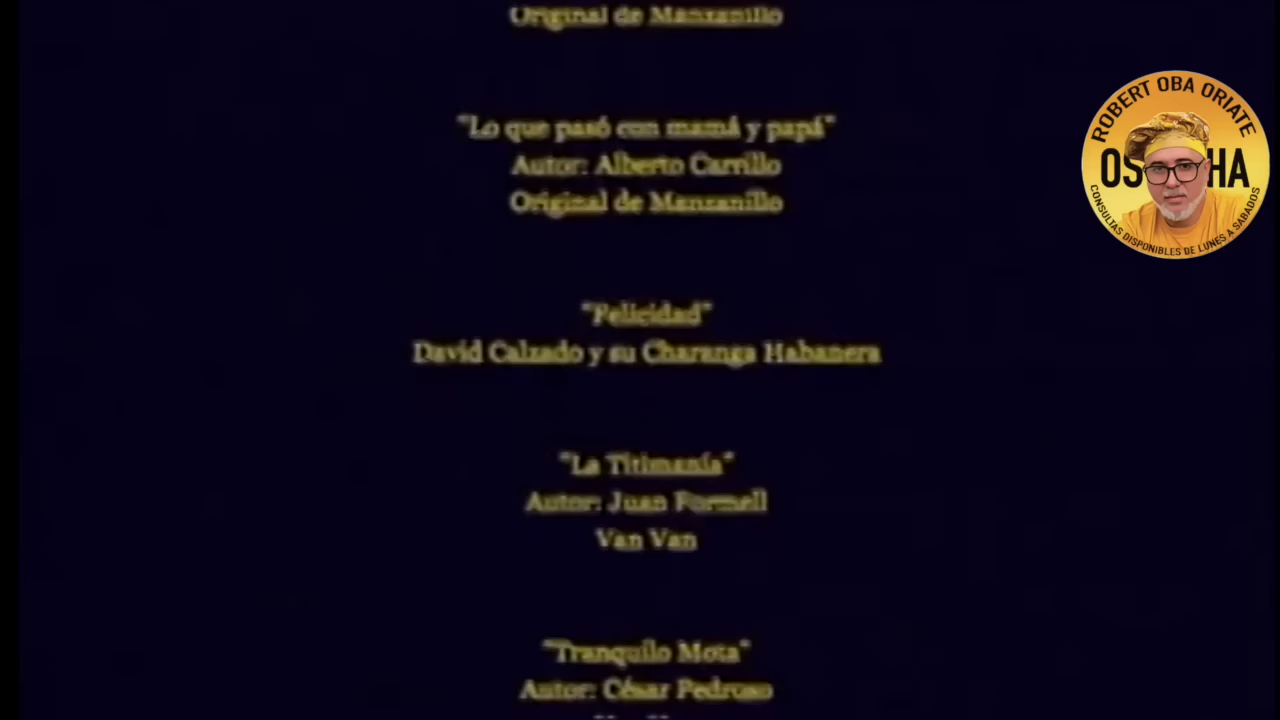 Original de Manzanillo
"Lo que pasó con mamá y papá"
Autor: Alberto Carrillo
Original de Manzanillo
"Felicidad"
David Calzado y su Charanga Habanera
"La Titimanía"
Autor: Juan Formell
Van Van
"Tranquilo Mota"
Autor: César Pedroso
ROBERT OBA ORIATE
OS HA
CONSULTAS DISPONIBLES DE LUNES A SABADOS